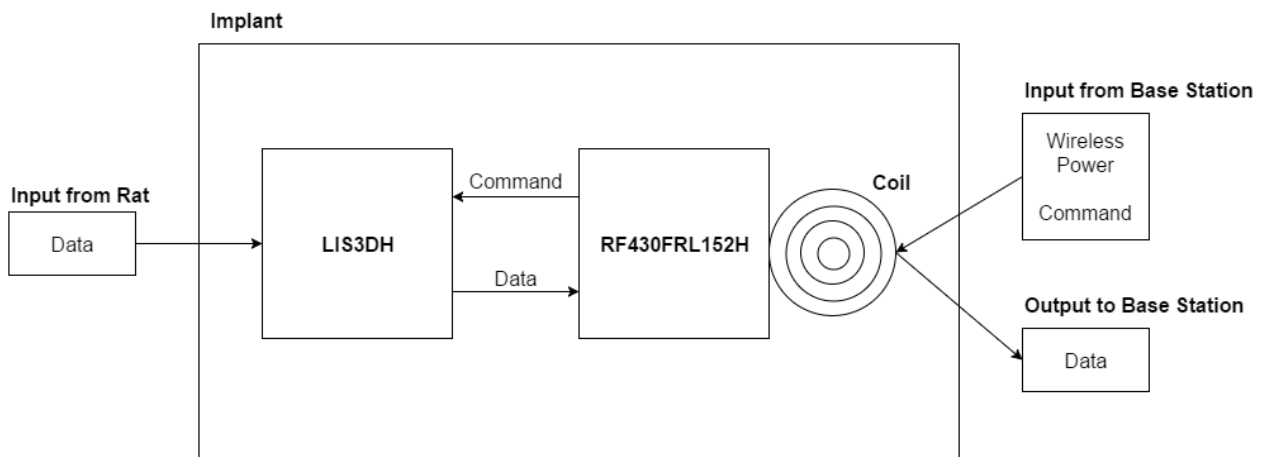 Implant
Input from Base Station
Wireless
Power
Command
Input from Rat
Data
LIS3DH
Command
Data
RF430FRL152H
Coil
Output to Base Station
Data